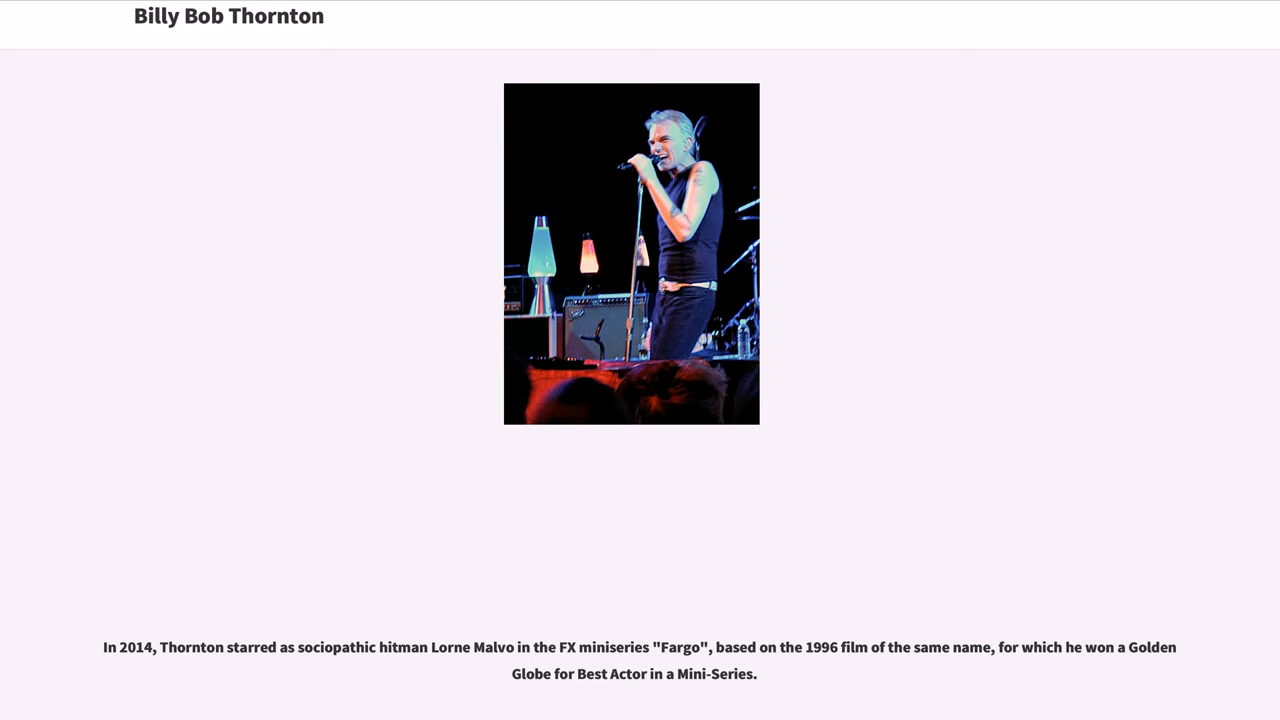 Billy Bob Thornton
In 2014, Thornton starred as sociopathic hitman Lorne Malvo in the FX miniseries "Fargo", based on the 1996 film of the same name, for which he won a Golden
Globe for Best Actor in a Mini-Series.